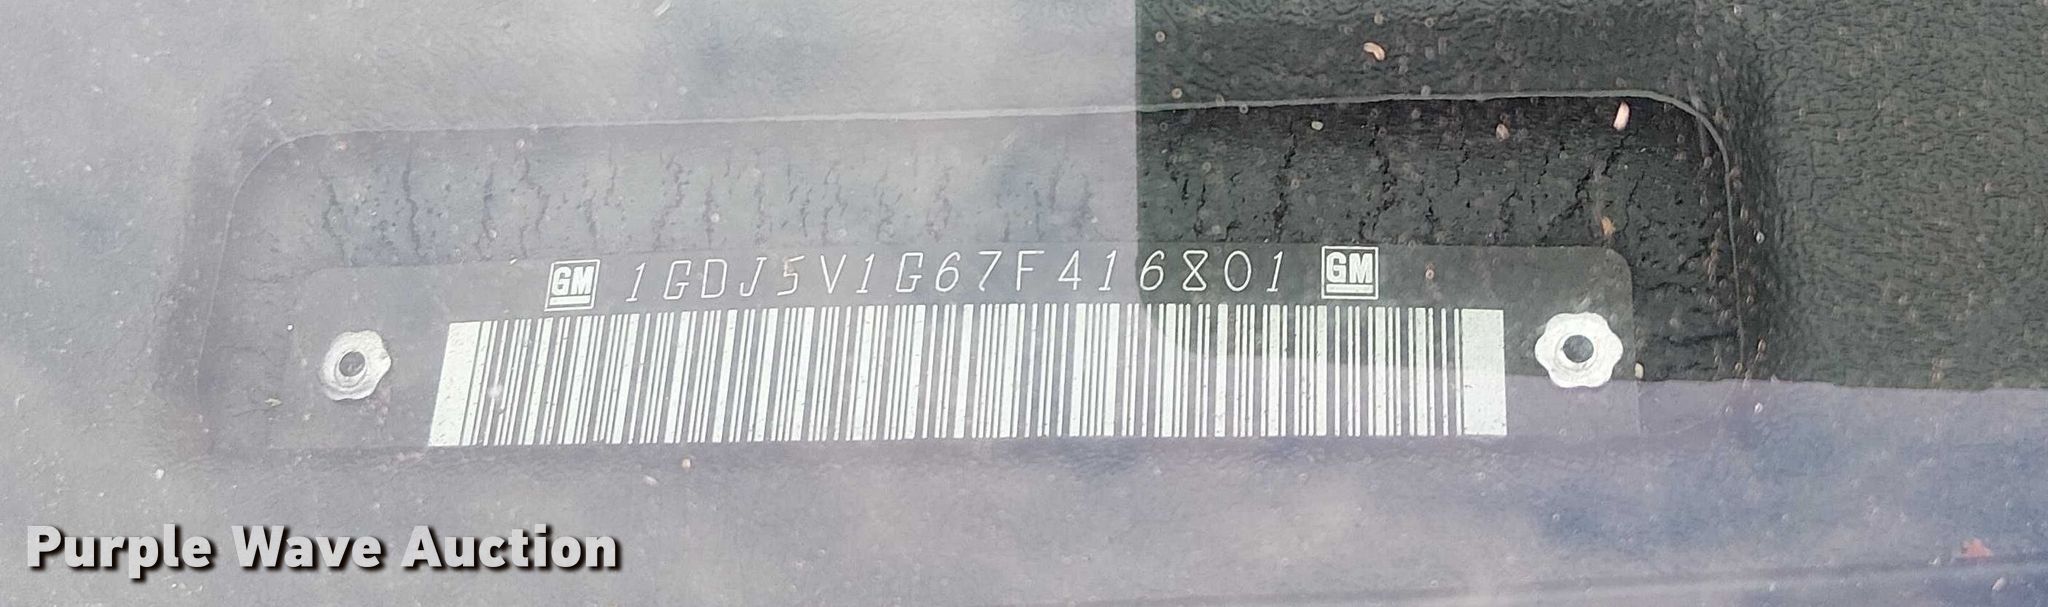 GM 1GDJ5V1G67F416801 GM
Purple Wave Auction